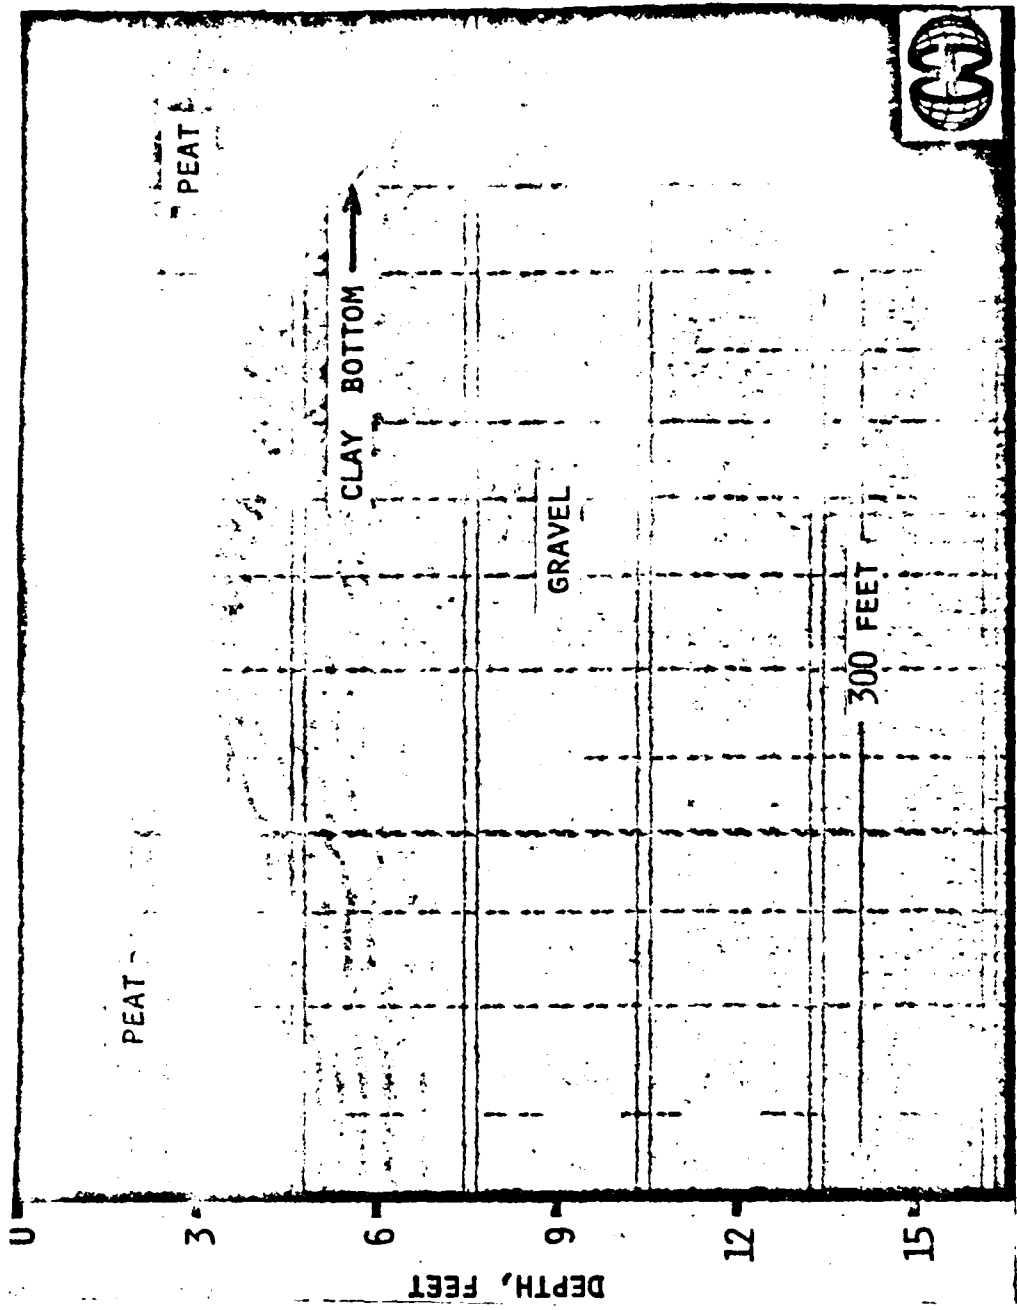 DEPTH, FEET
0
3
6
9
12
15
PEAT
PEAT
CLAY BOTTOM
GRAVEL
300 FEET